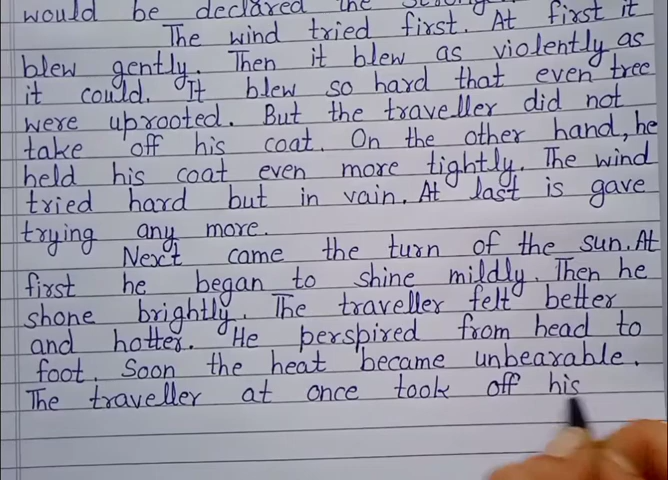 would be declared the strong
The wind tried first. At first it
blew gently. Then it blew as violently as
it could. It blew so hard that even tree
were uprooted. But the traveller did not
take off his coat. On the other hand, he
held his coat even more tightly. The wind
tried hard but in vain. At last is gave
trying any more.
Next came the turn of the sun. At
first he began to shine mildly. Then he
shone brightly. The traveller felt better
and hotter. He perspired from head to
foot. Soon the heat became unbearable.
The traveller at once took off his